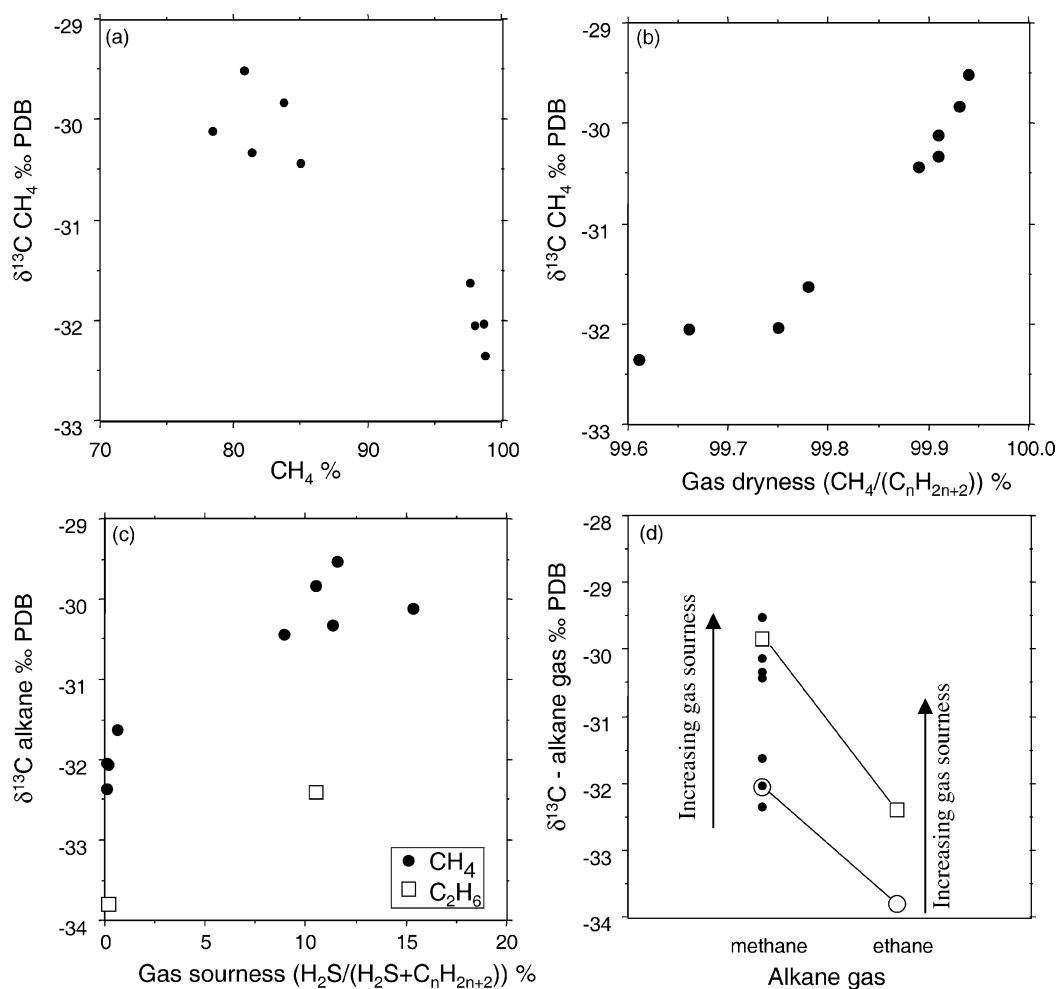 (a)
-29
-30
-31
-32
-33
δ¹³C CH₄ ‰ PDB
70
80
90
100
CH₄ %
(b)
-29
-30
-31
-32
-33
δ¹³C CH₄ ‰ PDB
99.6
99.7
99.8
99.9
100.0
Gas dryness (CH₄/(CₙH₂ₙ₊₂)) %
(c)
-29
-30
-31
-32
-33
-34
δ¹³C alkane ‰ PDB
CH₄
C₂H₆
0
5
10
15
20
Gas sourness (H₂S/(H₂S+CₙH₂ₙ₊₂)) %
(d)
-28
-29
-30
-31
-32
-33
-34
δ¹³C - alkane gas ‰ PDB
Increasing gas sourness
Increasing gas sourness
methane
ethane
Alkane gas